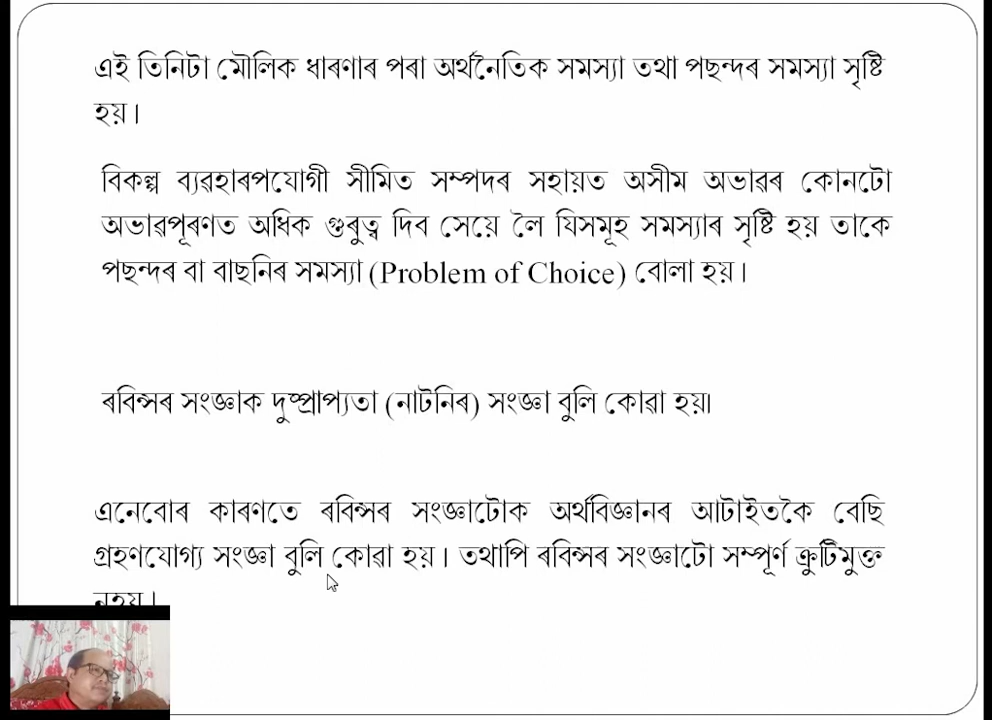 এই তিনিটা মৌলিক ধাৰণাৰ পৰা অৰ্থনৈতিক সমস্যা তথা পছন্দৰ সমস্যা সৃষ্টি
হয়।
বিকল্প ব্যৱহাৰপযোগী সীমিত সম্পদৰ সহায়ত অসীম অভাৱৰ কোনটো
অভাৱপূৰণত অধিক গুৰুত্ব দিব সেয়ে লৈ যিসমূহ সমস্যাৰ সৃষ্টি হয় তাকে
পছন্দৰ বা বাছনিৰ সমস্যা (Problem of Choice) বোলা হয়।
ৰবিন্সৰ সংজ্ঞাক দুষ্প্ৰাপ্যতা (নাটনিৰ) সংজ্ঞা বুলি কোৱা হয়৷
এনেবোৰ কাৰণতে ৰবিন্সৰ সংজ্ঞাটোক অৰ্থবিজ্ঞানৰ আটাইতকৈ বেছি
গ্ৰহণযোগ্য সংজ্ঞা বুলি কোৱা হয়। তথাপি ৰবিন্সৰ সংজ্ঞাটো সম্পূৰ্ণ ক্ৰুটিমুক্ত
নহয়।